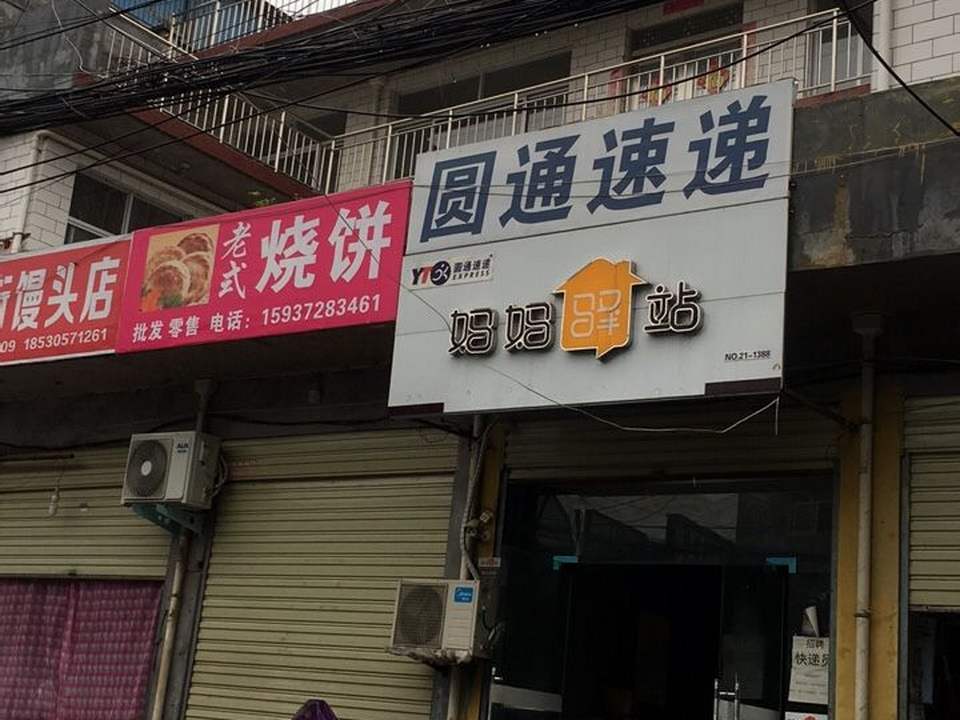 馒头店
09 18530571261
老式
烧饼
批发 零售 电话：15937283461
圆通速递
YTO 圆通速递
EXPRESS
妈妈驿站
NO.21-1388
AUX
Midea
招聘
快递员